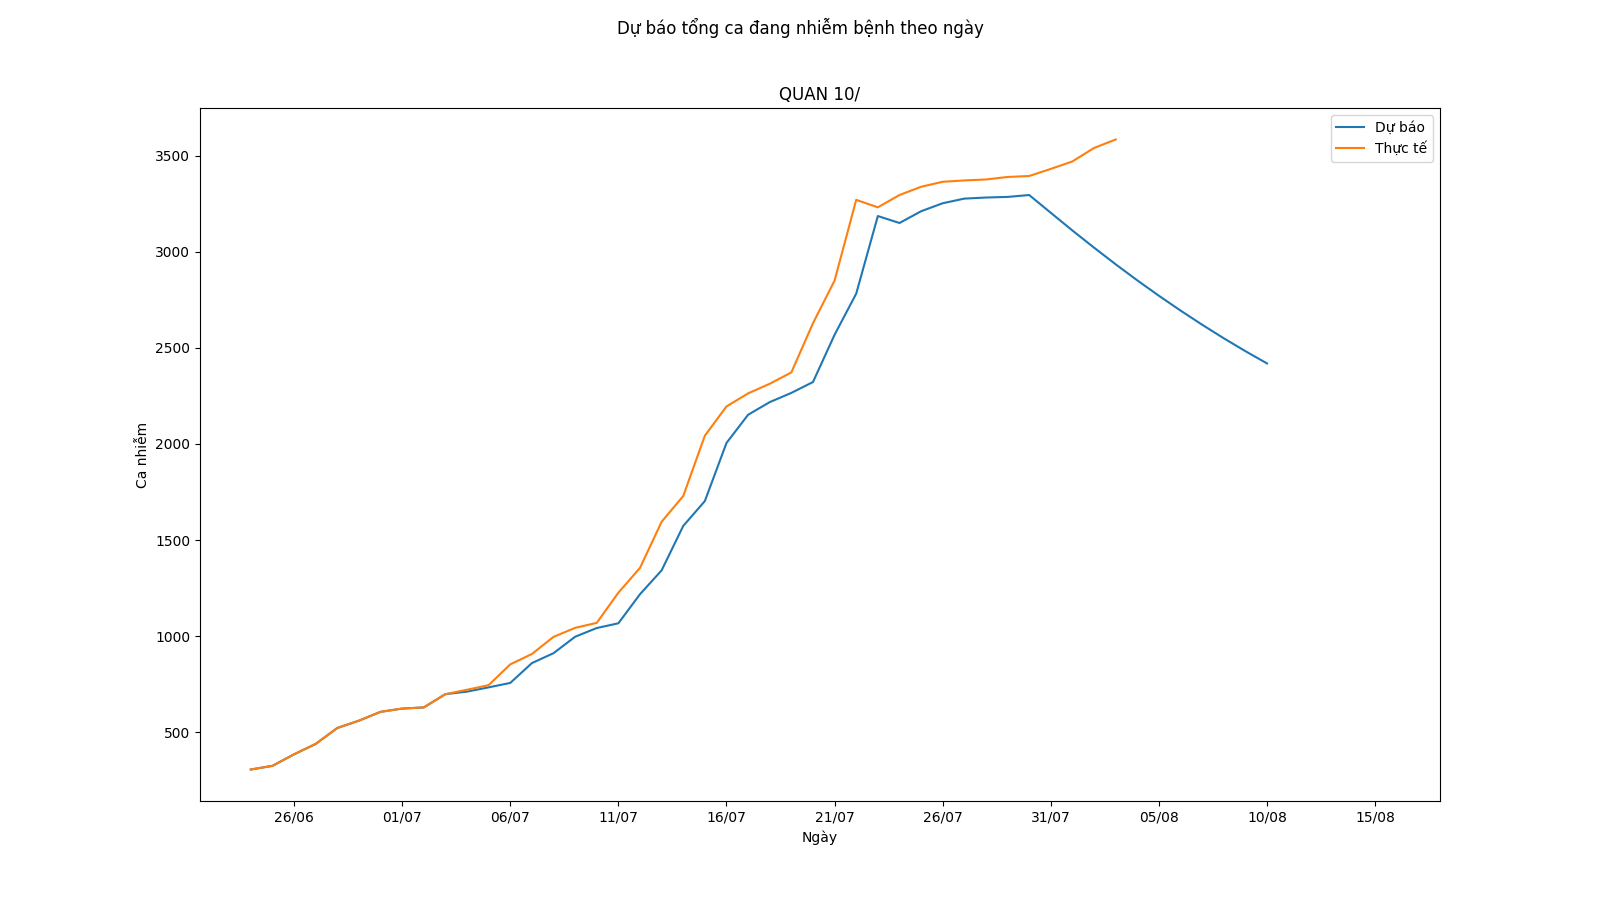 Dự báo tổng ca đang nhiễm bệnh theo ngày
QUAN 10/
Dự báo
Thực tế
3500
3000
2500
2000
1500
1000
500
Ca nhiễm
26/06 01/07 06/07 11/07 16/07 21/07 26/07 31/07 05/08 10/08 15/08
Ngày